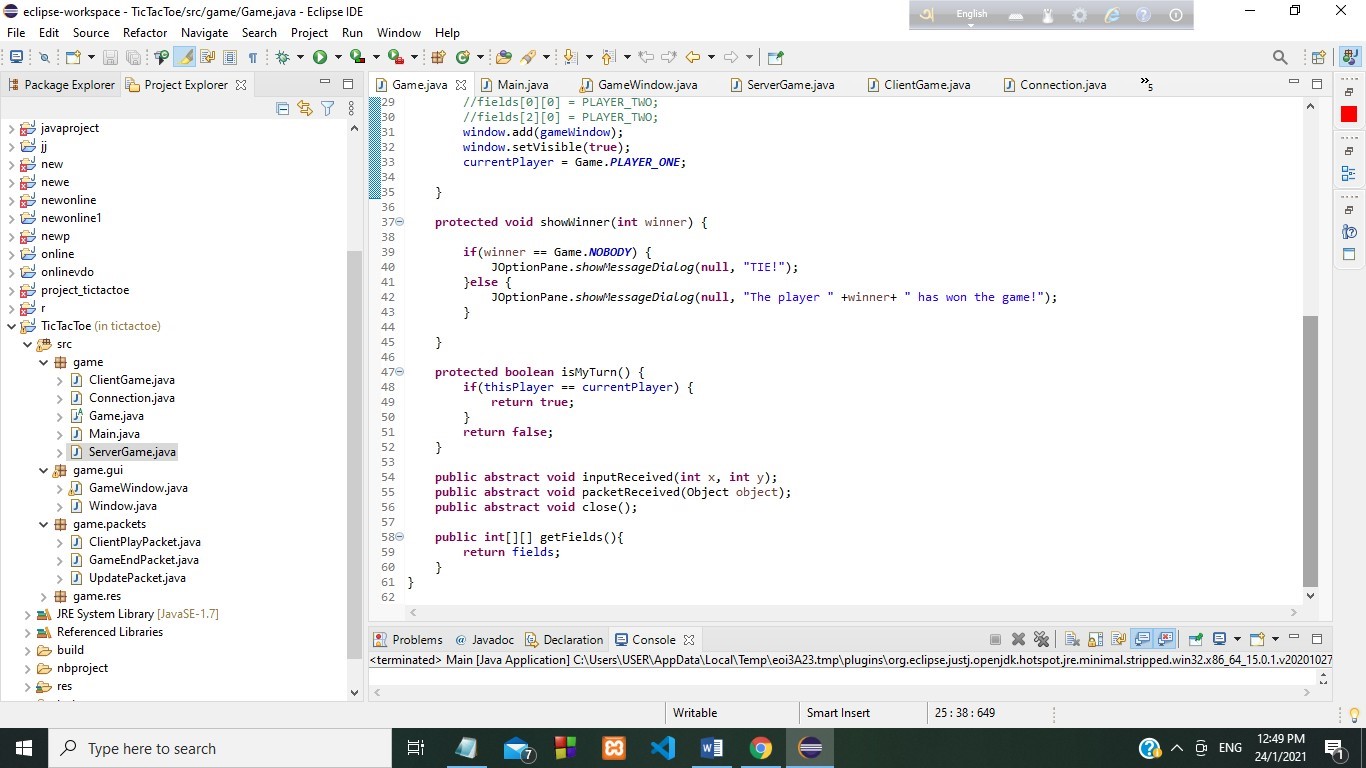 eclipse-workspace - TicTacToe/src/game/Game.java - Eclipse IDE
English
File Edit Source Refactor Navigate Search Project Run Window Help
Package Explorer Project Explorer
Game.java Main.java GameWindow.java ServerGame.java ClientGame.java Connection.java »5
javaproject
jj
new
newe
newonline
newonline1
newp
online
onlinevdo
project_tictactoe
r
TicTacToe (in tictactoe)
src
game
ClientGame.java
Connection.java
Game.java
Main.java
ServerGame.java
game.gui
GameWindow.java
Window.java
game.packets
ClientPlayPacket.java
GameEndPacket.java
UpdatePacket.java
game.res
JRE System Library [JavaSE-1.7]
Referenced Libraries
build
nbproject
res
29 //fields[0][0] = PLAYER_TWO;
30 //fields[2][0] = PLAYER_TWO;
31 window.add(gameWindow);
32 window.setVisible(true);
33 currentPlayer = Game.PLAYER_ONE;
34
35 }
36
37 protected void showWinner(int winner) {
38
39 if(winner == Game.NOBODY) {
40 JOptionPane.showMessageDialog(null, "TIE!");
41 }else {
42 JOptionPane.showMessageDialog(null, "The player " +winner+ " has won the game!");
43 }
44
45 }
46
47 protected boolean isMyTurn() {
48 if(thisPlayer == currentPlayer) {
49 return true;
50 }
51 return false;
52 }
53
54 public abstract void inputReceived(int x, int y);
55 public abstract void packetReceived(Object object);
56 public abstract void close();
57
58 public int[][] getFields(){
59 return fields;
60 }
61 }
62
Problems @ Javadoc Declaration Console
<terminated> Main [Java Application] C:\Users\USER\AppData\Local\Temp\eoi3A23.tmp\plugins\org.eclipse.justj.openjdk.hotspot.jre.minimal.stripped.win32.x86_64_15.0.1.v20201027
Writable Smart Insert 25 : 38 : 649
Type here to search
7
ENG
12:49 PM
24/1/2021
1